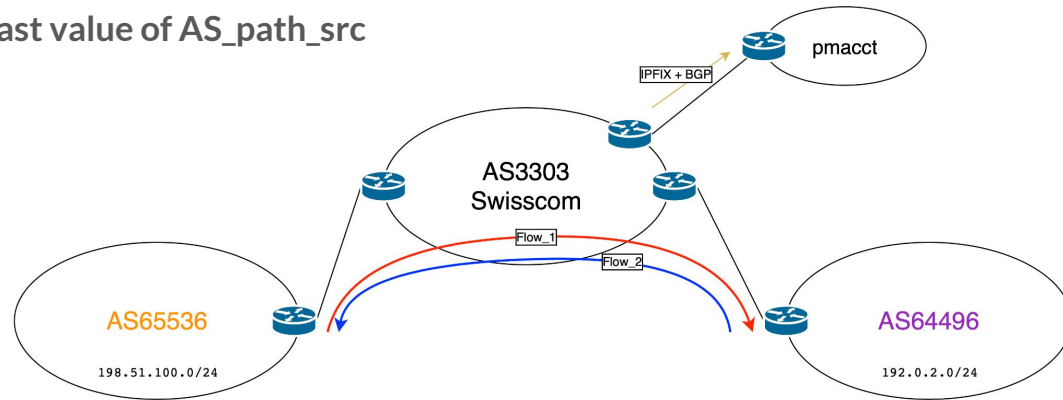 ast value of AS_path_src
pmacct
IPFIX + BGP
AS3303
Swisscom
Flow_1
Flow_2
AS65536
198.51.100.0/24
AS64496
192.0.2.0/24